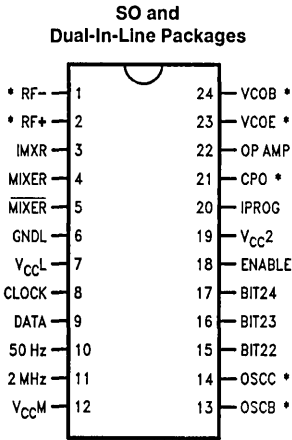 SO and
Dual-In-Line Packages
* RF− 1 24 VCOB *
* RF+ 2 23 VCOE *
IMXR 3 22 OP AMP
MIXER 4 21 CPO *
M̅I̅X̅E̅R̅ 5 20 IPROG
GNDL 6 19 VCC2
VCCL 7 18 ENABLE
CLOCK 8 17 BIT24
DATA 9 16 BIT23
50 Hz 10 15 BIT22
2 MHz 11 14 OSCC *
VCCM 12 13 OSCB *